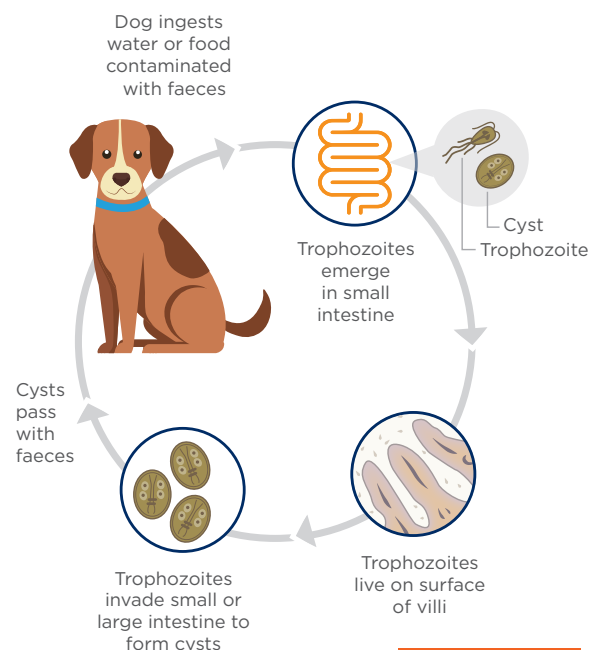 Dog ingests
water or food
contaminated
with faeces
Cyst
Trophozoite
Trophozoites
emerge
in small
intestine
Trophozoites
live on surface
of villi
Trophozoites
invade small or
large intestine to
form cysts
Cysts
pass
with
faeces